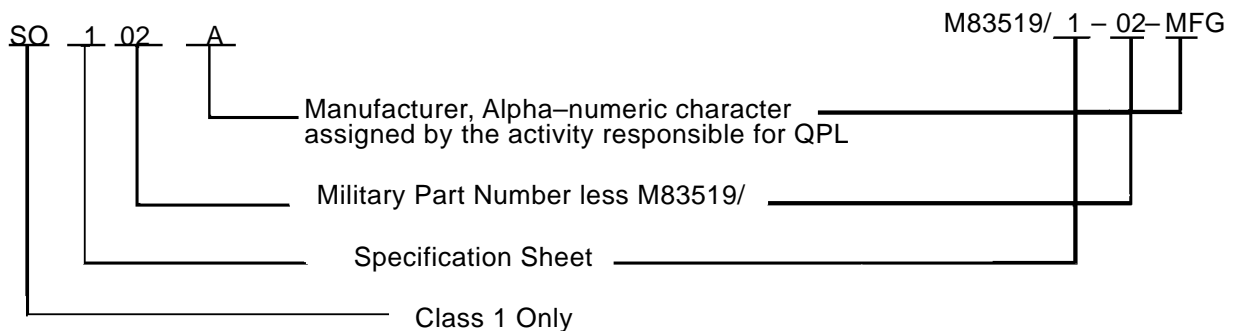 SO 1 02 A
M83519/ 1 – 02– MFG
Manufacturer, Alpha–numeric character
assigned by the activity responsible for QPL
Military Part Number less M83519/
Specification Sheet
Class 1 Only